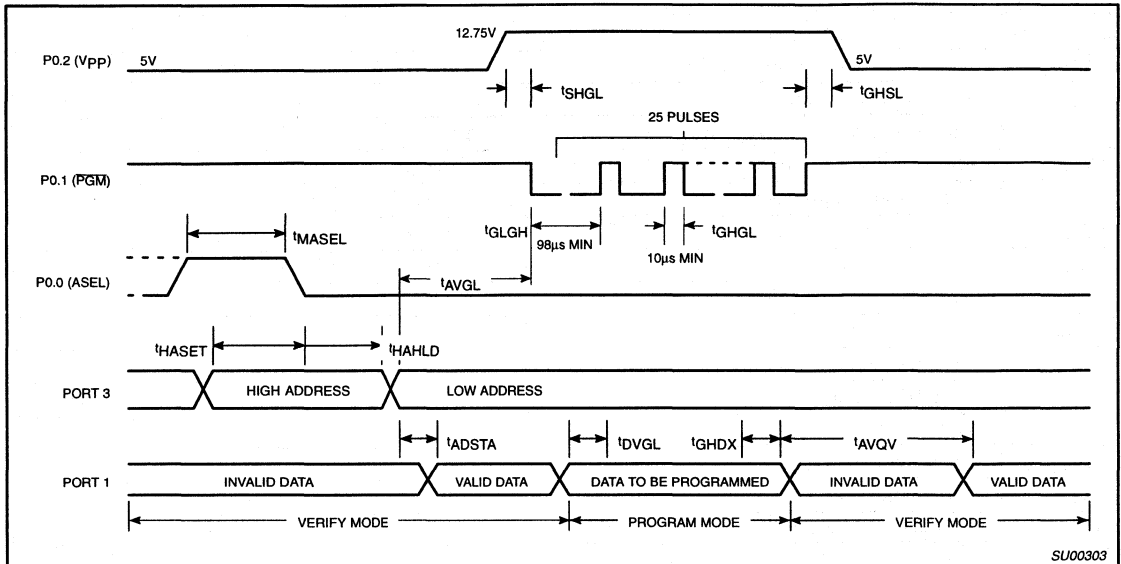 12.75V
P0.2 (VPP)
5V
5V
tSHGL
tGHSL
25 PULSES
P0.1 (PGM)
tMASEL
tGLGH
98µs MIN
10µs MIN
tGHGL
P0.0 (ASEL)
tAVGL
tHASET
tHAHLD
PORT 3
HIGH ADDRESS
LOW ADDRESS
tADSTA
tDVGL
tGHDX
tAVQV
PORT 1
INVALID DATA
VALID DATA
DATA TO BE PROGRAMMED
INVALID DATA
VALID DATA
VERIFY MODE
PROGRAM MODE
VERIFY MODE
SU00303